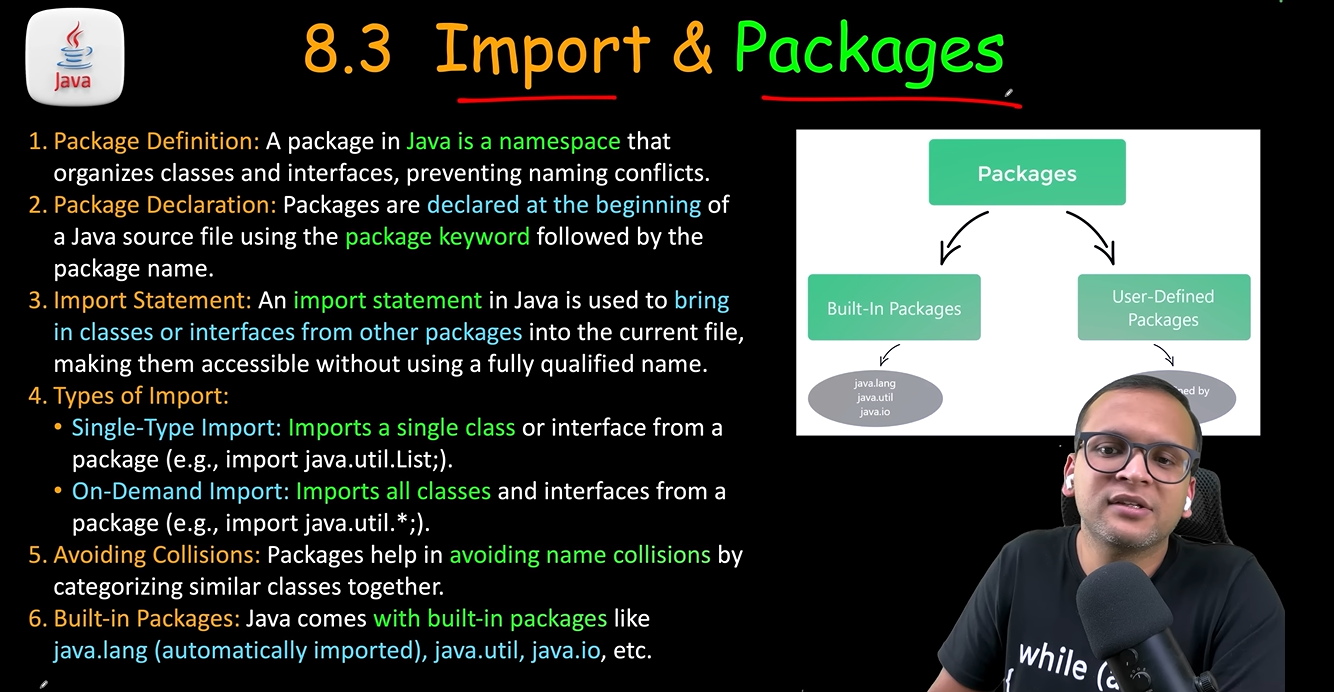 Java
8.3 Import & Packages
1. Package Definition: A package in Java is a namespace that
organizes classes and interfaces, preventing naming conflicts.
2. Package Declaration: Packages are declared at the beginning of
a Java source file using the package keyword followed by the
package name.
3. Import Statement: An import statement in Java is used to bring
in classes or interfaces from other packages into the current file,
making them accessible without using a fully qualified name.
4. Types of Import:
• Single-Type Import: Imports a single class or interface from a
package (e.g., import java.util.List;).
• On-Demand Import: Imports all classes and interfaces from a
package (e.g., import java.util.*;).
5. Avoiding Collisions: Packages help in avoiding name collisions by
categorizing similar classes together.
6. Built-in Packages: Java comes with built-in packages like
java.lang (automatically imported), java.util, java.io, etc.
Packages
Built-In Packages
User-Defined
Packages
java.lang
java.util
java.io
by
while (